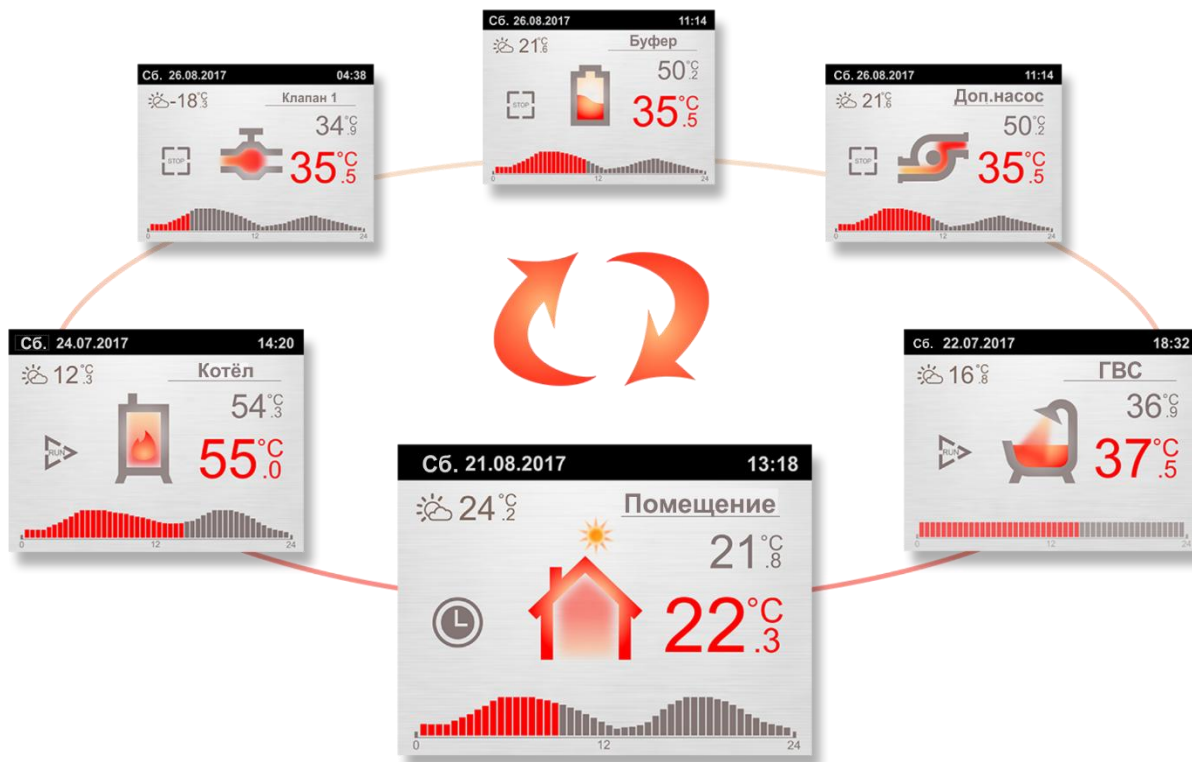 Сб. 26.08.2017 11:14
21°C .6
Буфер
50°C .2
STOP
35°C .5
0 12 24
Сб. 26.08.2017 04:38
-18°C .3
Клапан 1
34°C .9
STOP
35°C .5
0 12 24
Сб. 26.08.2017 11:14
21°C .6
Доп.насос
50°C .2
STOP
35°C .5
0 12 24
Сб. 24.07.2017 14:20
12°C .3
Котёл
54°C .3
RUN
55°C .0
0 12 24
Сб. 22.07.2017 18:32
16°C .8
ГВС
36°C .9
RUN
37°C .5
0 12 24
Сб. 21.08.2017 13:18
24°C .2
Помещение
21°C .8
22°C .3
0 12 24